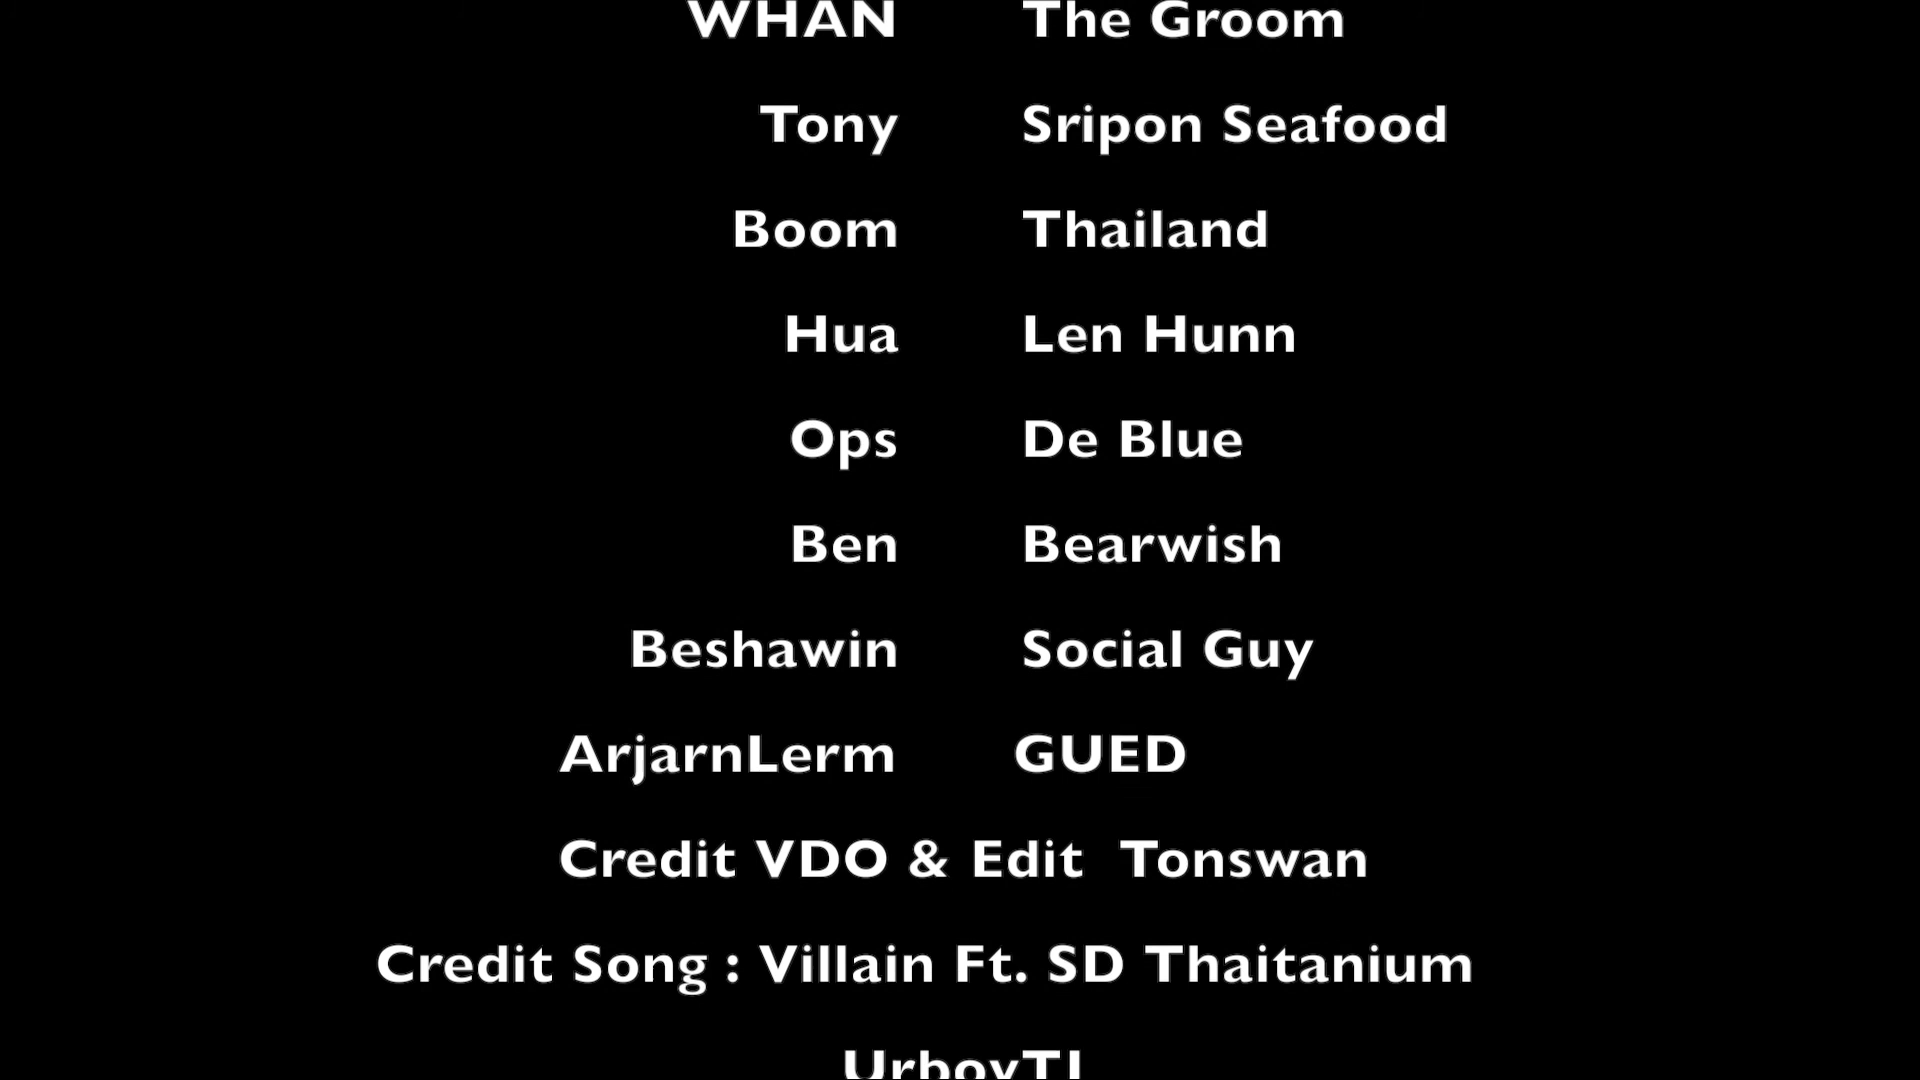 WHAN The Groom
Tony Sripon Seafood
Boom Thailand
Hua Len Hunn
Ops De Blue
Ben Bearwish
Beshawin Social Guy
ArjarnLerm GUED
Credit VDO & Edit Tonswan
Credit Song : Villain Ft. SD Thaitanium
UrboyTJ